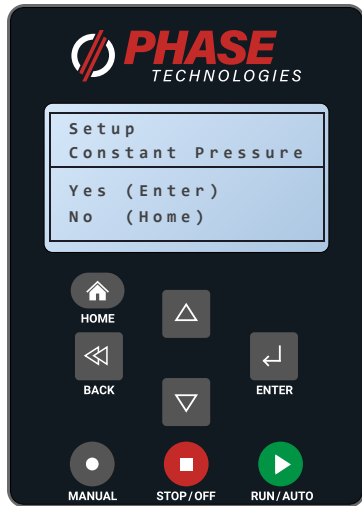 PHASE
TECHNOLOGIES
Setup
Constant Pressure
Yes (Enter)
No (Home)
HOME
BACK
ENTER
MANUAL
STOP/OFF
RUN/AUTO